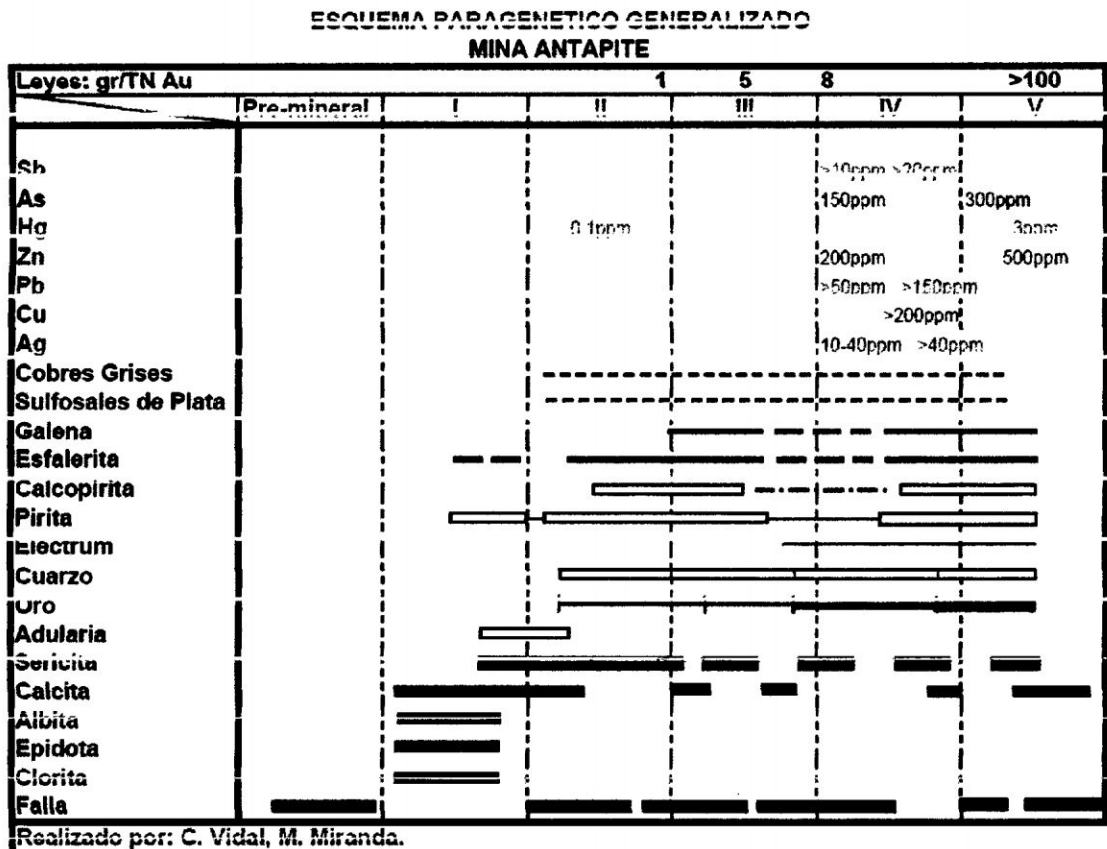 ESQUEMA PARAGENETICO GENERALIZADO
MINA ANTAPITE
Leyes: gr/TN Au 1 5 8 >100
Pre-mineral I II III IV V
Sb >10ppm >20ppm
As 150ppm 300ppm
Hg 0.1ppm 3ppm
Zn 200ppm 500ppm
Pb >50ppm >150ppm
Cu >200ppm
Ag 10-40ppm >40ppm
Cobres Grises
Sulfosales de Plata
Galena
Esfalerita
Calcopirita
Pirita
Electrum
Cuarzo
Oro
Adularia
Sericita
Calcita
Albita
Epidota
Clorita
Falla
Realizado por: C. Vidal, M. Miranda.